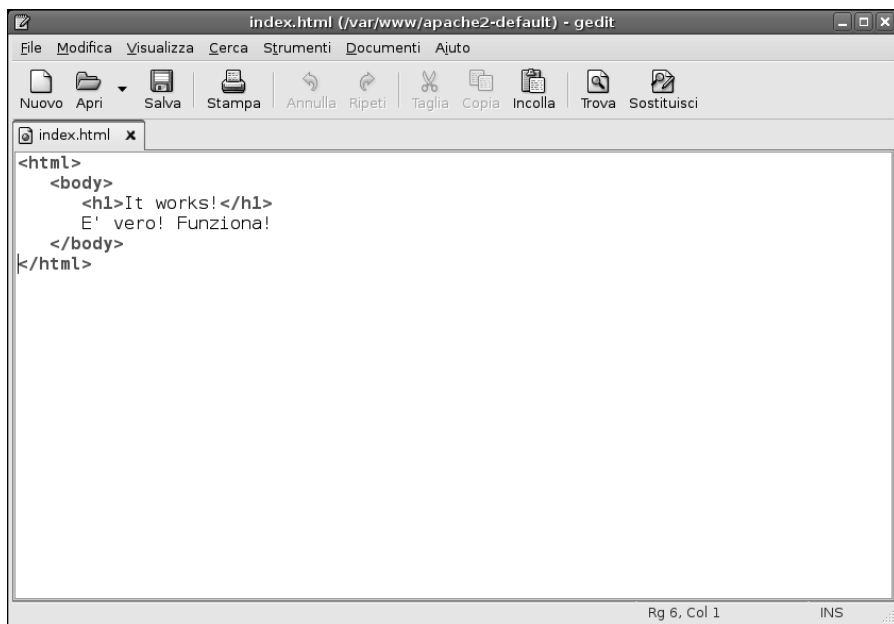 index.html (/var/www/apache2-default) - gedit
File Modifica Visualizza Cerca Strumenti Documenti Aiuto
Nuovo Apri Salva Stampa Annulla Ripeti Taglia Copia Incolla Trova Sostituisci
index.html
<html>
<body>
<h1>It works!</h1>
E' vero! Funziona!
</body>
</html>
Rg 6, Col 1 INS